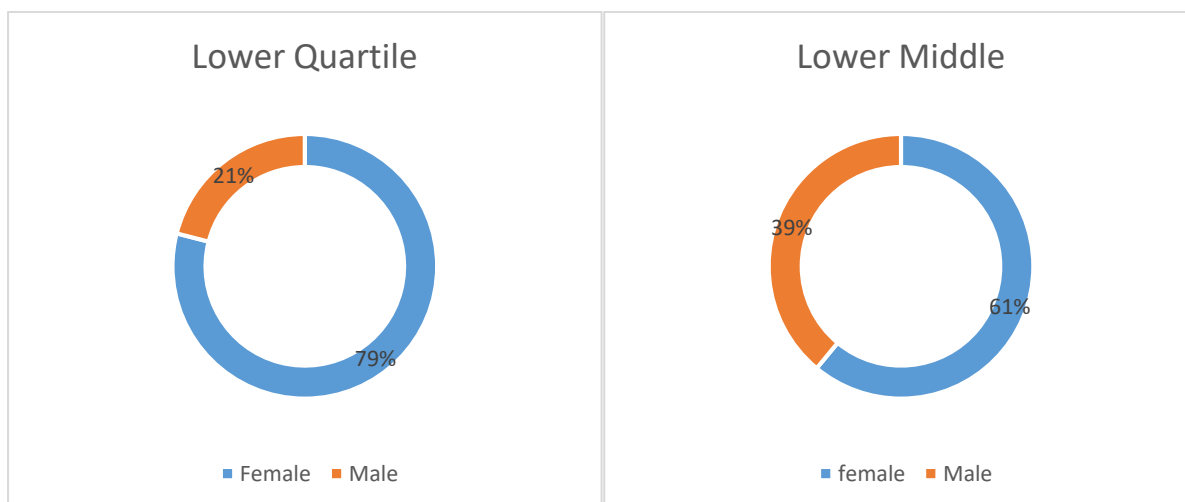 Lower Quartile
21%
79%
Female Male
Lower Middle
39%
61%
female Male